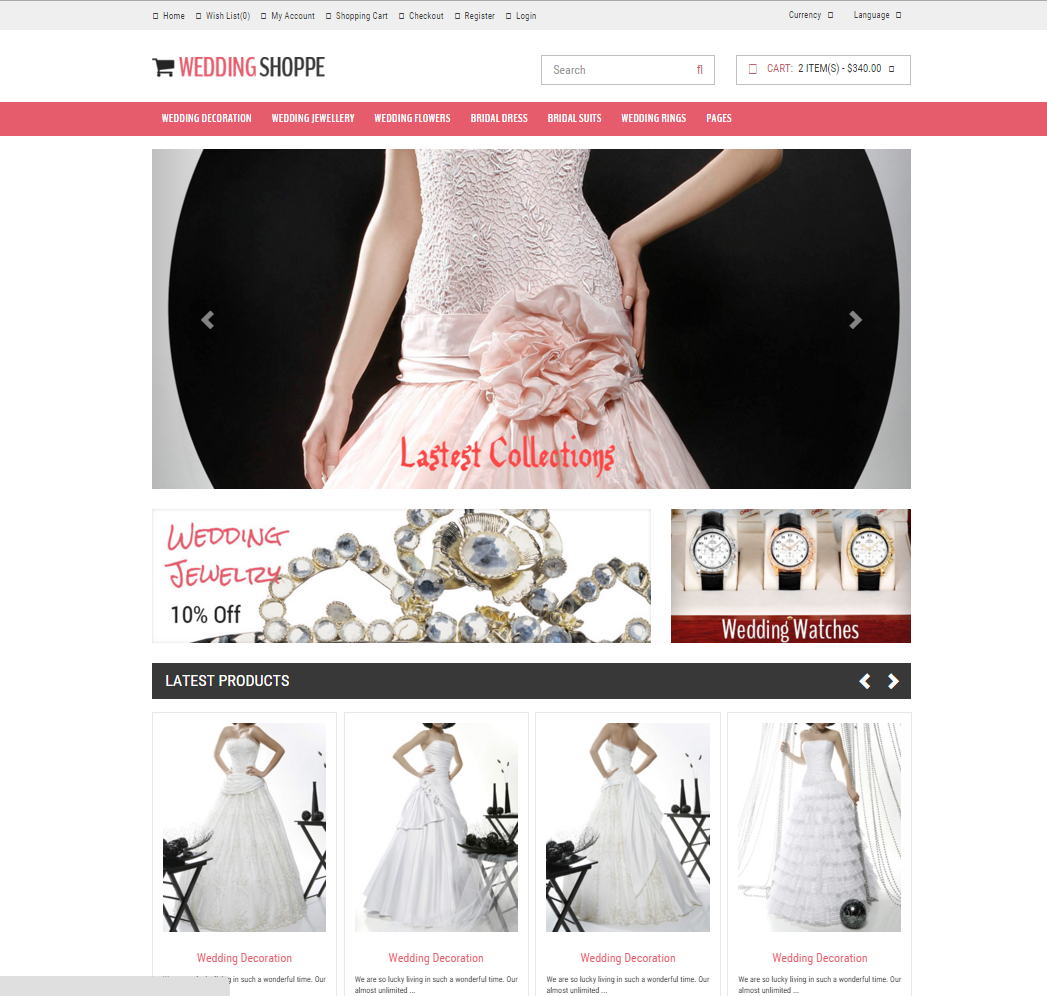 Home Wish List(0) My Account Shopping Cart Checkout Register Login Currency Language
WEDDING SHOPPE
Search
CART: 2 ITEM(S) - $340.00
WEDDING DECORATION WEDDING JEWELLERY WEDDING FLOWERS BRIDAL DRESS BRIDAL SUITS WEDDING RINGS PAGES
Lastest Collections
WEDDING
JEWELRY
10% Off
Wedding Watches
LATEST PRODUCTS
Wedding Decoration
in such a wonderful time. Our
Wedding Decoration
We are so lucky living in such a wonderful time. Our
almost unlimited ...
Wedding Decoration
We are so lucky living in such a wonderful time. Our
almost unlimited ...
Wedding Decoration
We are so lucky living in such a wonderful time. Our
almost unlimited ...